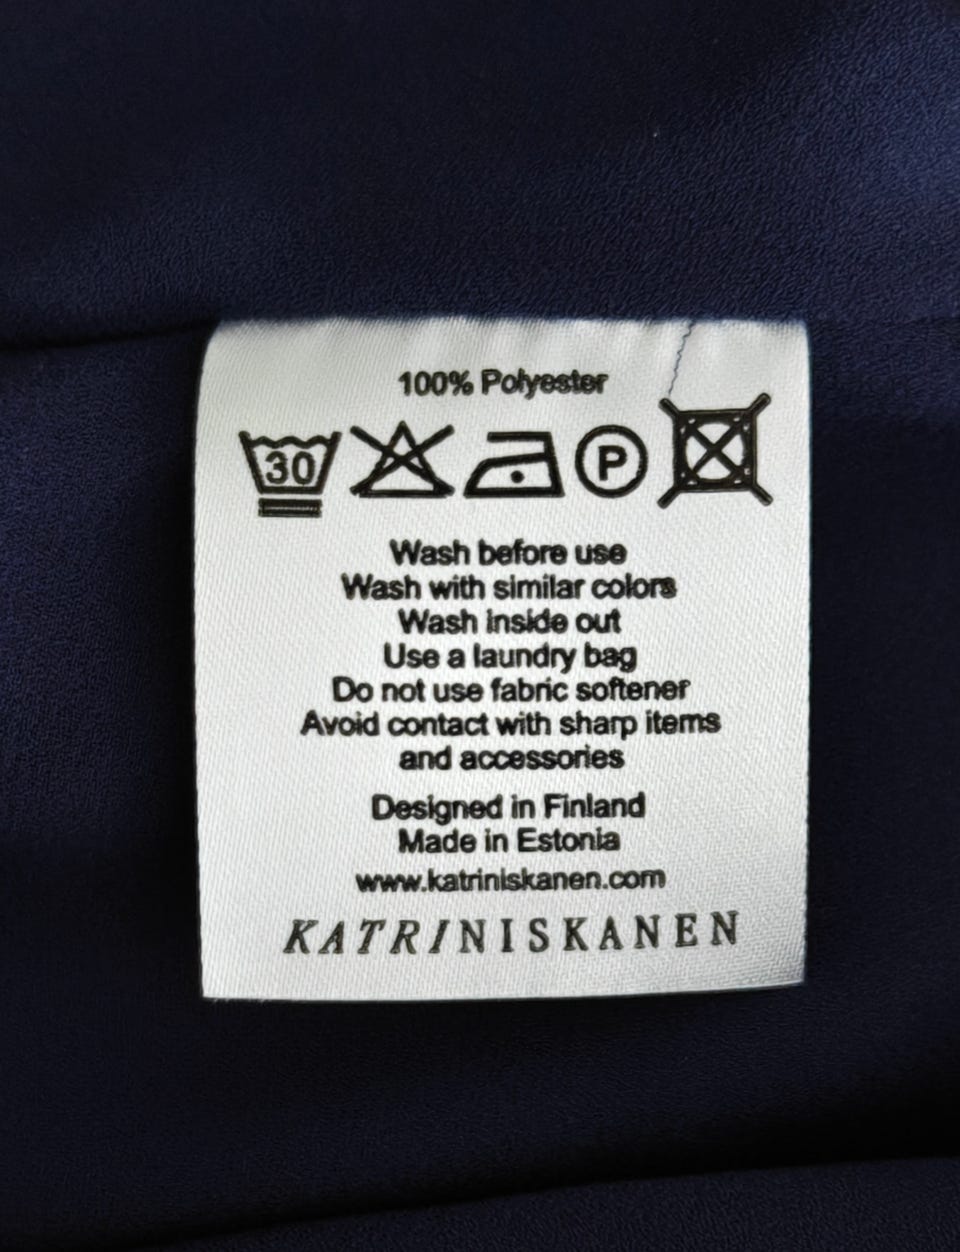 100% Polyester
30 P
Wash before use
Wash with similar colors
Wash inside out
Use a laundry bag
Do not use fabric softener
Avoid contact with sharp items
and accessories
Designed in Finland
Made in Estonia
www.katriniskanen.com
KATRINISKANEN